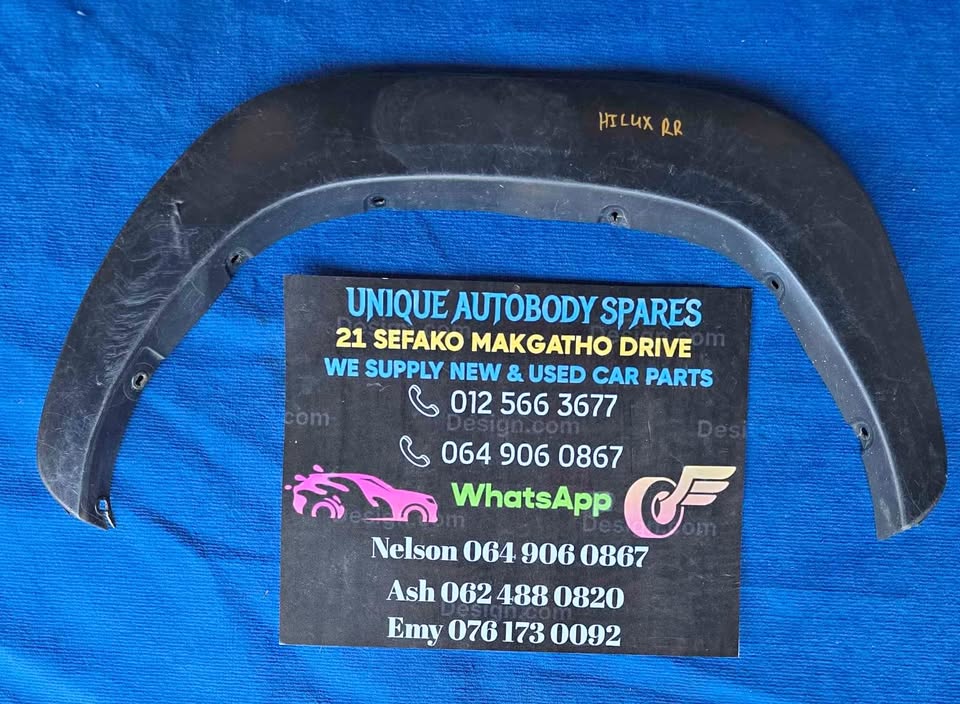 HILUX RR
UNIQUE AUTOBODY SPARES
21 SEFAKO MAKGATHO DRIVE
WE SUPPLY NEW & USED CAR PARTS
012 566 3677
064 906 0867
WhatsApp
Nelson 064 906 0867
Ash 062 488 0820
Emy 076 173 0092